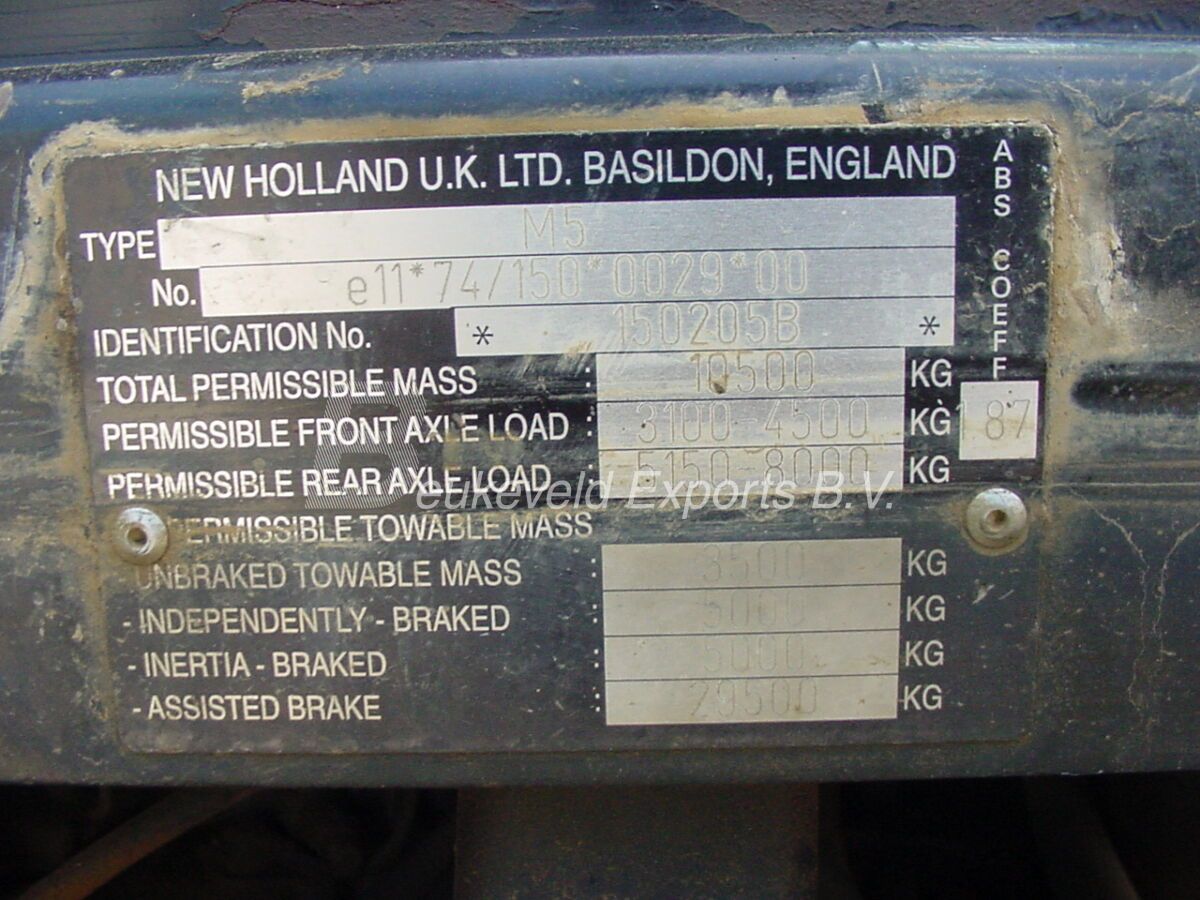 NEW HOLLAND U.K. LTD. BASILDON, ENGLAND
TYPE M5
No. e11*74/150*0029*00
IDENTIFICATION No. * 150205B *
TOTAL PERMISSIBLE MASS : 10500 KG
PERMISSIBLE FRONT AXLE LOAD : 3100-4500 KG
PERMISSIBLE REAR AXLE LOAD : 5150-8000 KG
PERMISSIBLE TOWABLE MASS
UNBRAKED TOWABLE MASS : 3500 KG
- INDEPENDENTLY - BRAKED : 5000 KG
- INERTIA - BRAKED : 5000 KG
- ASSISTED BRAKE : 29500 KG
ABS COEFF
187
Beukeveld Exports B.V.